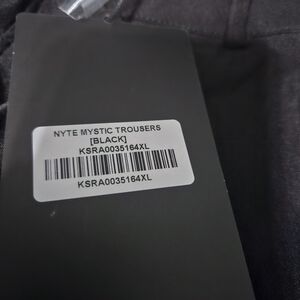 NYTE MYSTIC TROUSERS
[BLACK]
KSRA0035164XL
KSRA0035164XL